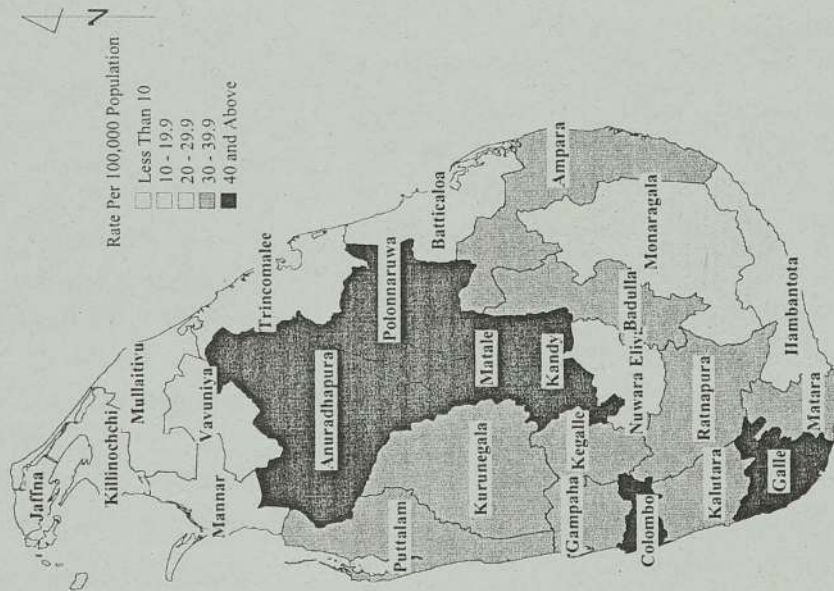 N
Rate Per 100,000 Population
Less Than 10
10 - 19.9
20 - 29.9
30 - 39.9
40 and Above
Jaffna
Killinochchi
Mullaitivu
Mannar
Vavuniya
Trincomalee
Anuradhapura
Polonnaruwa
Puttalam
Batticaloa
Kurunegala
Matale
Kandy
Ampara
Gampaha
Kegalle
Nuwara Eliy
Badulla
Monaragala
Colombo
Ratnapura
Kalutara
Galle
Matara
Hambantota